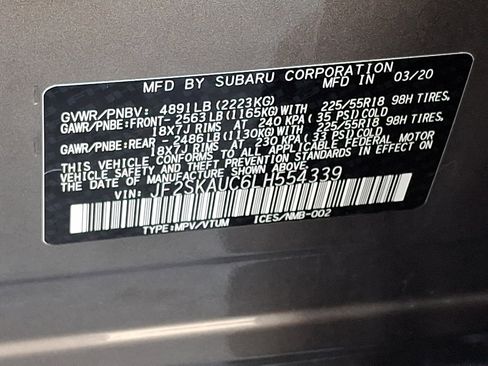 MFD BY SUBARU CORPORATION
MFD IN 03/20
GVWR/PNBV: 4891LB (2223KG)
GAWR/PNBE:FRONT- 2563LB (1165KG)WITH 225/55R18 98H TIRES,
18X7J RIMS AT 240 KPA (35 PSI) COLD
GAWR/PNBE:REAR- 2486LB (1130KG)WITH 225/55R18 98H TIRES,
18X7J RIMS AT 230 KPA (33 PSI) COLD
THIS VEHICLE CONFORMS TO ALL APPLICABLE FEDERAL MOTOR
VEHICLE SAFETY AND THEFT PREVENTION STANDARDS IN EFFECT
ON THE DATE OF MANUFACTURE SHOWN ABOVE.
VIN: JF2SKAUC6LH554339
TYPE:MPV/VTUM ICES/NMB-002